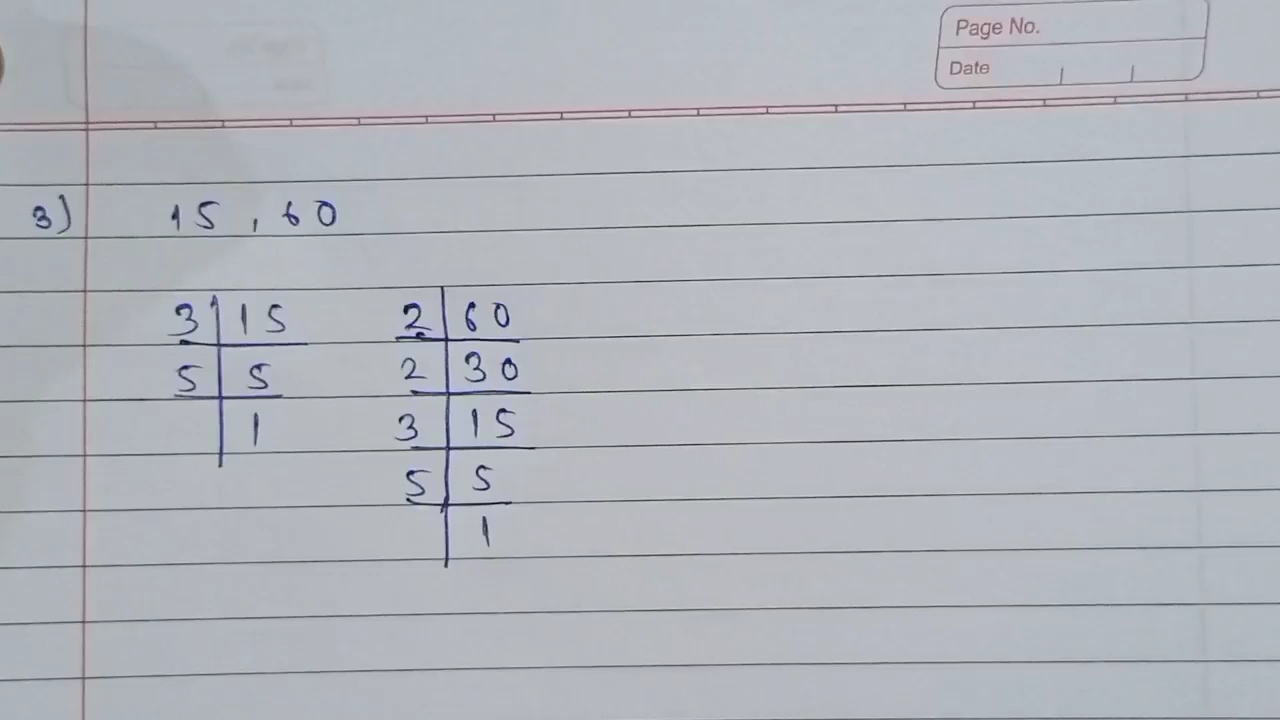 Page No.
Date
3) 15, 60
3 | 15 2 | 60
5 | 5 2 | 30
1 3 | 15
5 | 5
1